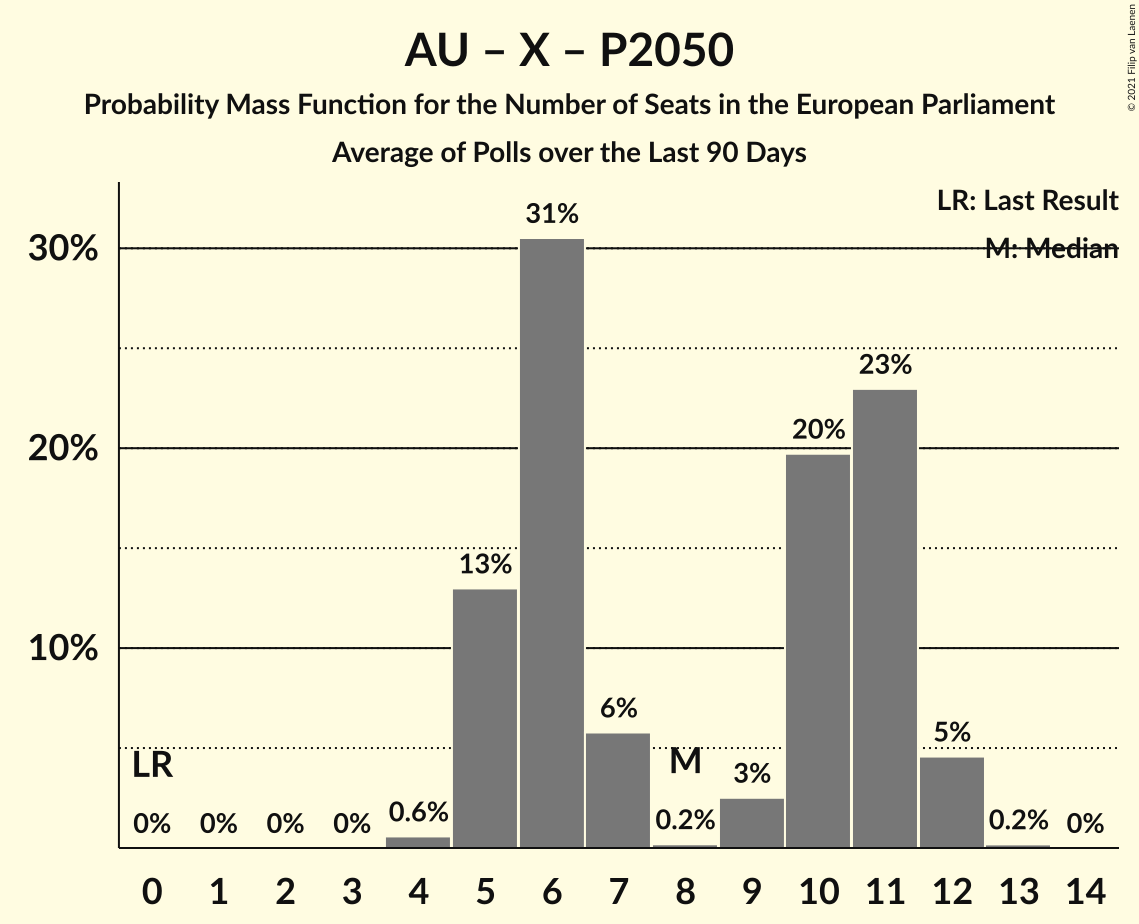 AU – X – P2050
Probability Mass Function for the Number of Seats in the European Parliament
Average of Polls over the Last 90 Days
© 2021 Filip van Laenen
LR: Last Result
M: Median
30%
20%
10%
31%
23%
20%
13%
6%
5%
3%
LR
M
0%
0%
0%
0%
0.6%
0.2%
0.2%
0%
0 1 2 3 4 5 6 7 8 9 10 11 12 13 14